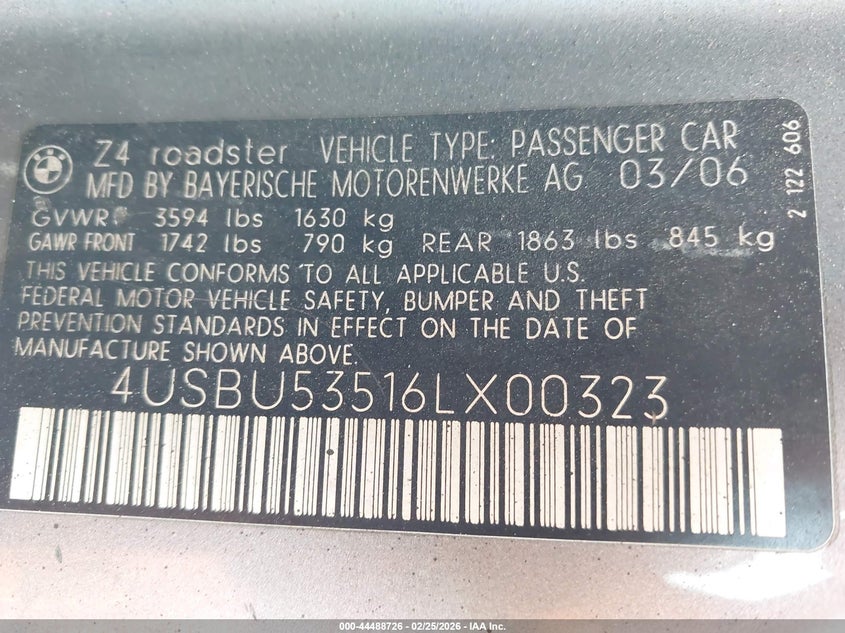 BMW
Z4 roadster VEHICLE TYPE: PASSENGER CAR
MFD BY BAYERISCHE MOTORENWERKE AG 03/06
GVWR: 3594 lbs 1630 kg
GAWR FRONT 1742 lbs 790 kg REAR 1863 lbs 845 kg
THIS VEHICLE CONFORMS TO ALL APPLICABLE U.S.
FEDERAL MOTOR VEHICLE SAFETY, BUMPER AND THEFT
PREVENTION STANDARDS IN EFFECT ON THE DATE OF
MANUFACTURE SHOWN ABOVE.
4USBU53516LX00323
2 122 606
000-44488726 - 02/25/2026 - IAA Inc.